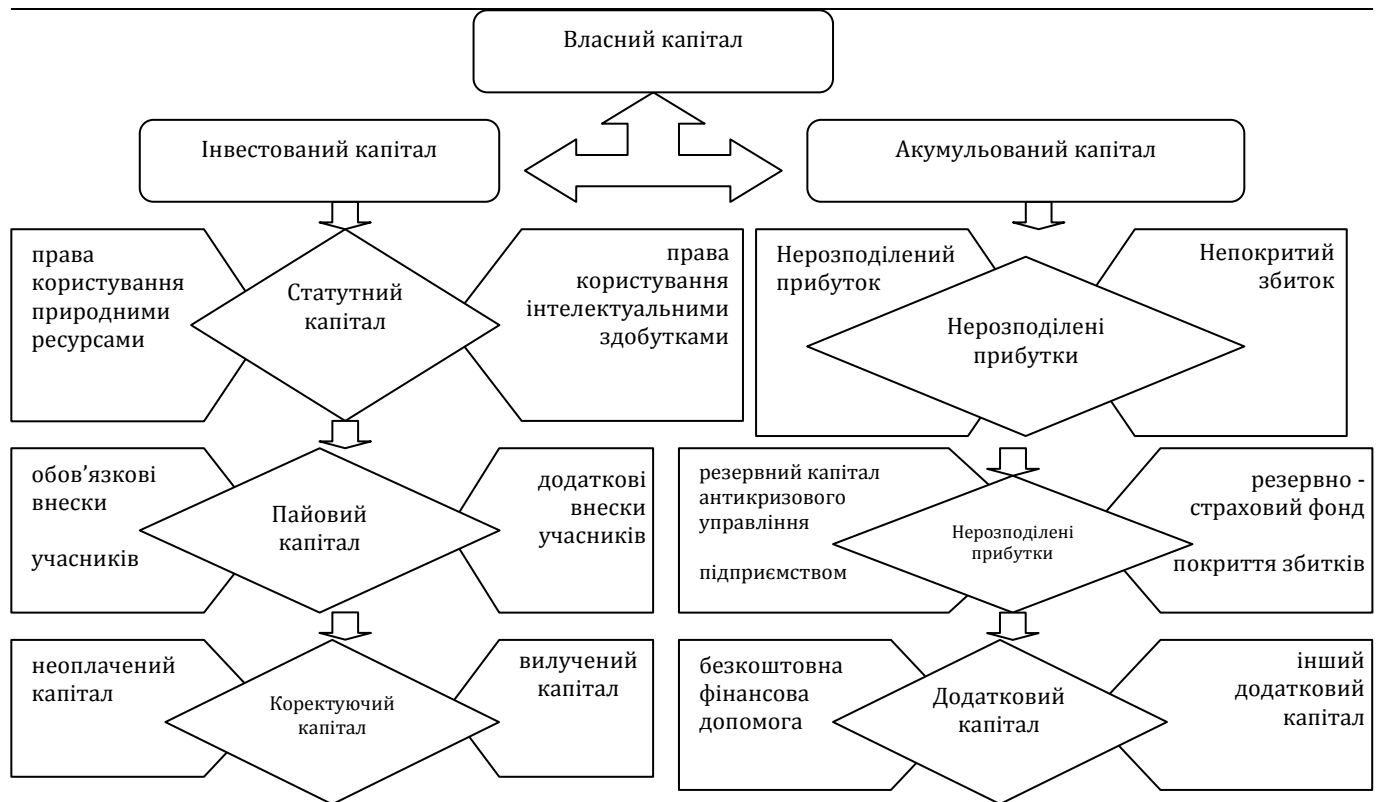 Власний капітал
Інвестований капітал
Акумульований капітал
права
користування
природними
ресурсами
Статутний
капітал
права
користування
інтелектуальними
здобутками
Нерозподілений
прибуток
Нерозподілені
прибутки
Непокритий
збиток
обов’язкові
внески
учасників
Пайовий
капітал
додаткові
внески
учасників
резервний капітал
антикризового
управління
підприємством
Нерозподілені
прибутки
резервно -
страховий фонд
покриття збитків
неоплачений
капітал
Коректуючий
капітал
вилучений
капітал
безкоштовна
фінансова
допомога
Додатковий
капітал
інший
додатковий
капітал